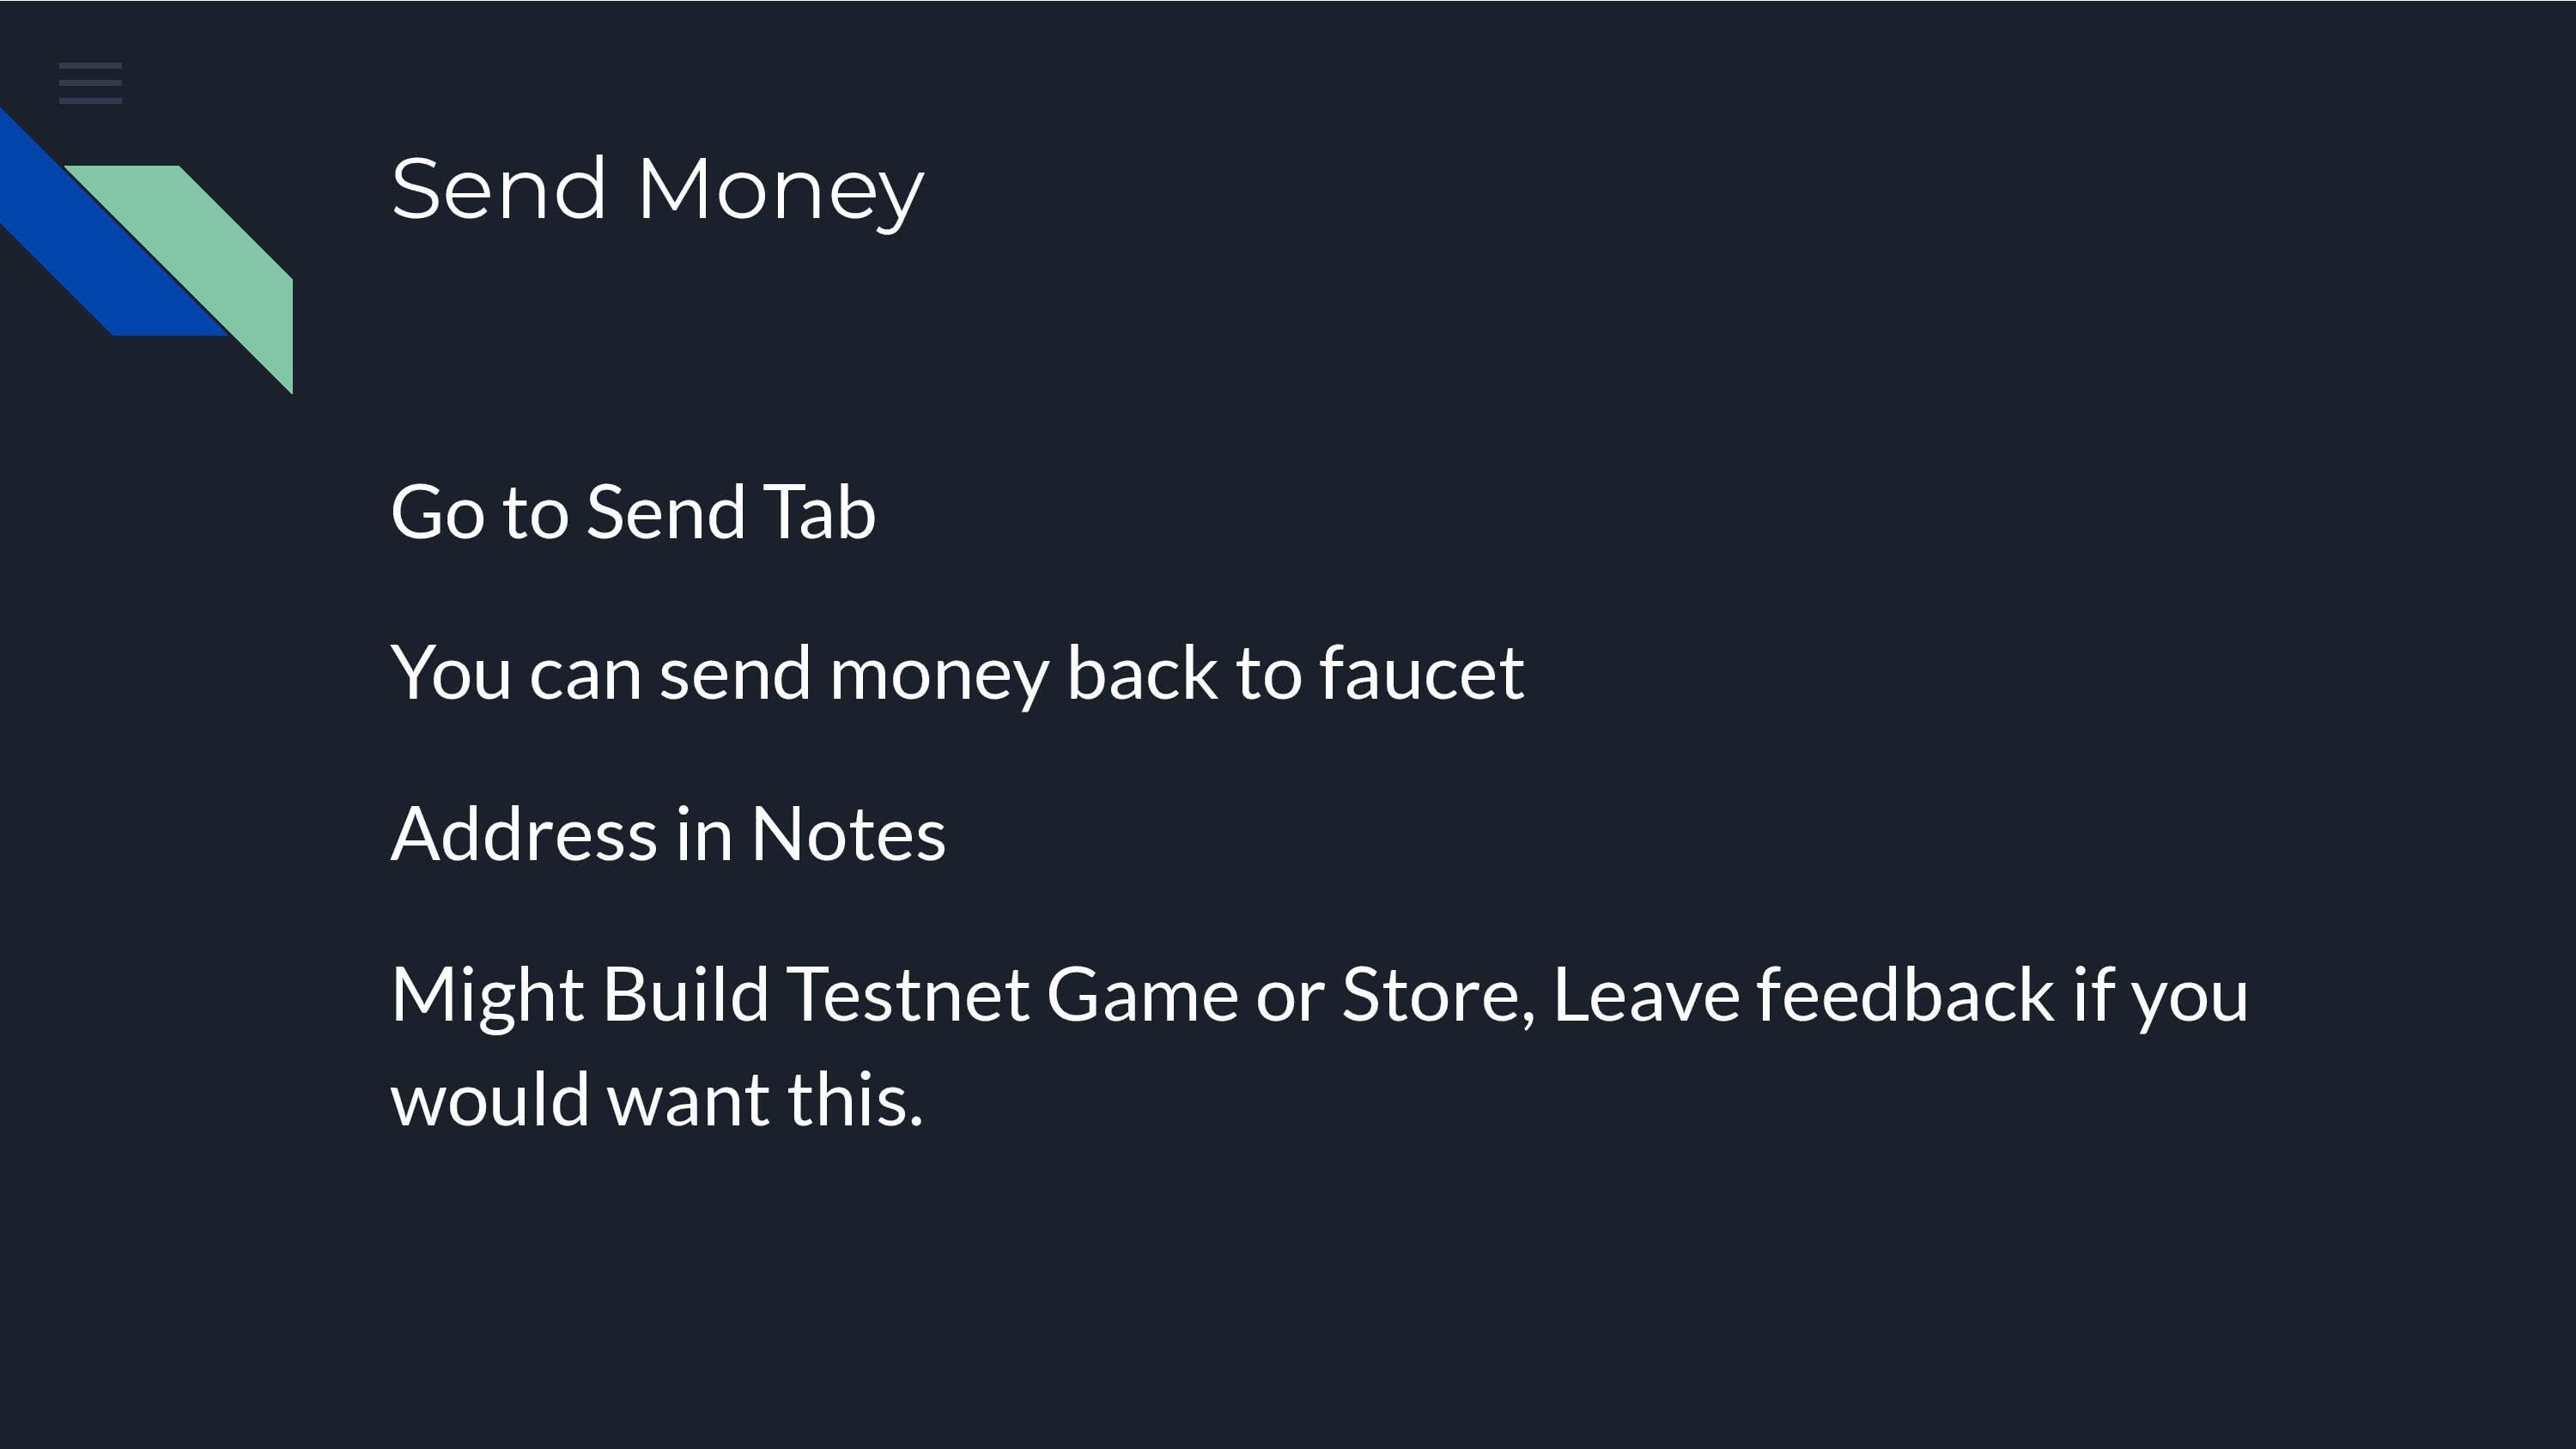 Send Money
Go to Send Tab
You can send money back to faucet
Address in Notes
Might Build Testnet Game or Store, Leave feedback if you
would want this.